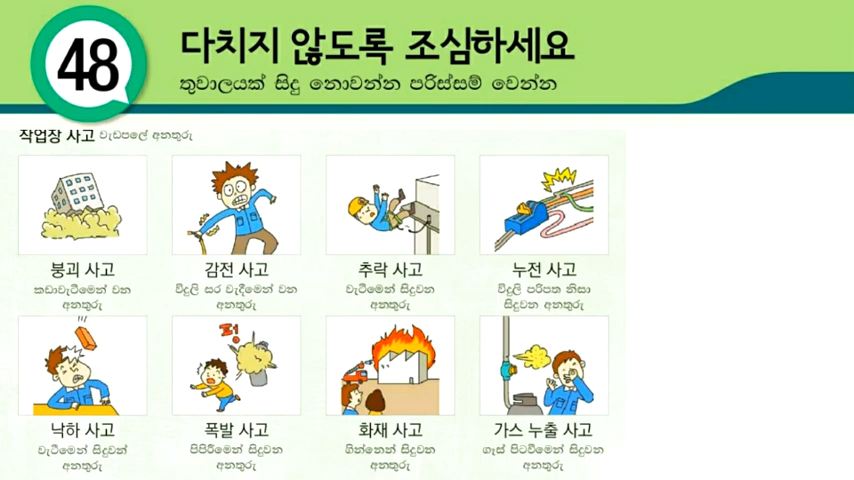 48
다치지 않도록 조심하세요
තුවාලයක් සිදු නොවන්න පරිස්සම් වෙන්න
작업장 사고 වැඩපලේ අනතුරු
붕괴 사고
කඩාවැටීමෙන් වන
අනතුරු
감전 사고
විදුලි සර වැදීමෙන් වන
අනතුරු
추락 사고
වැටීමෙන් සිදුවන
අනතුරු
누전 사고
විදුලි පරිපත නිසා
සිදුවන අනතුරු
펑
낙하 사고
වැටීමෙන් සිදුවන්
අනතුරු
폭발 사고
පිපිරීමෙන් සිදුවන
අනතුරු
화재 사고
ගින්නෙන් සිදුවන
අනතුරු
가스 누출 사고
ගෑස් පිටවීමෙන් සිදුවන
අනතුරු